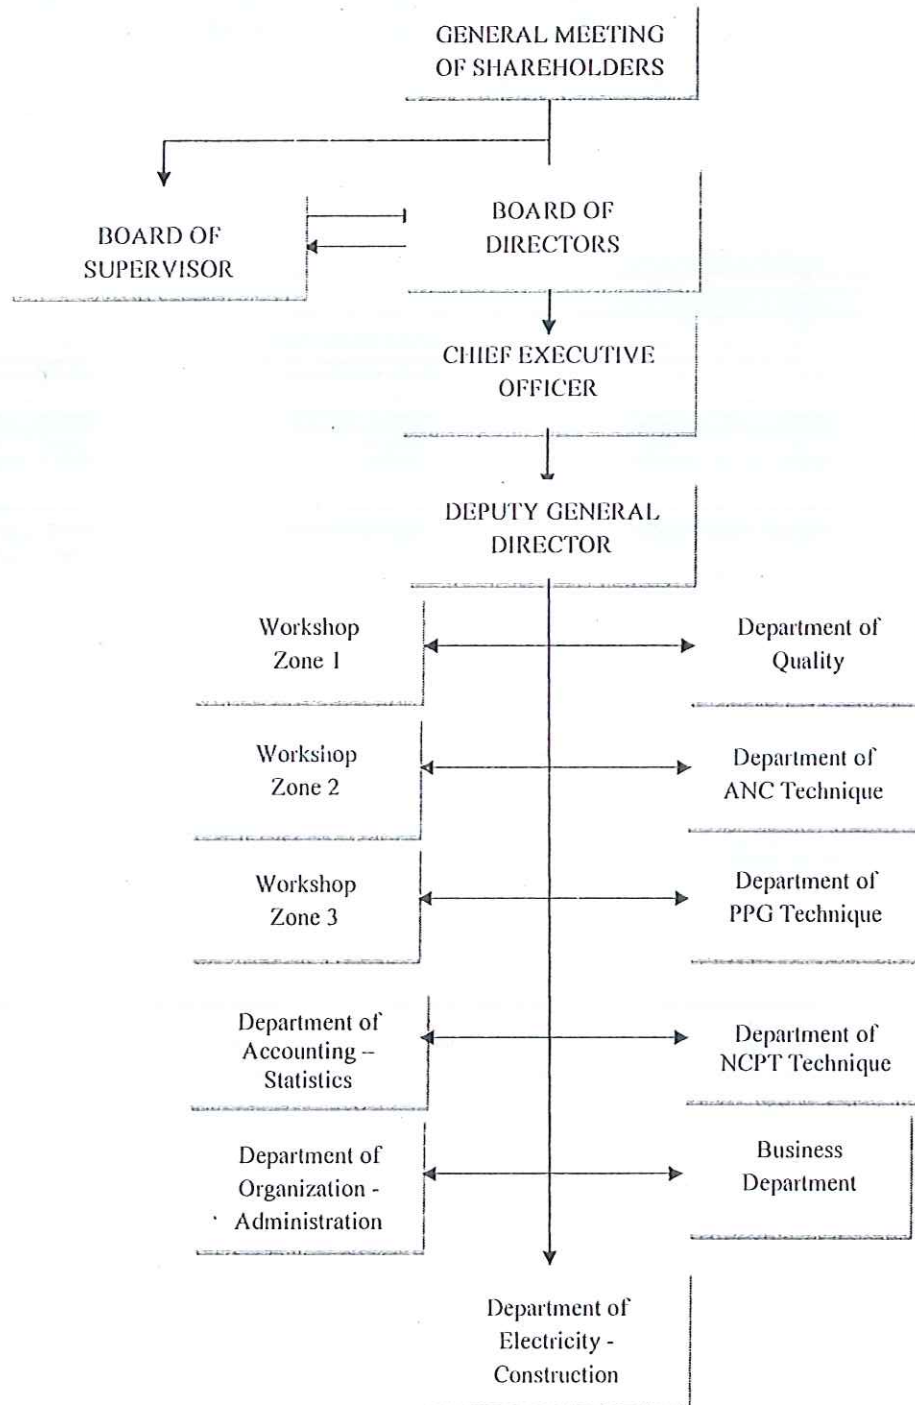 GENERAL MEETING
OF SHAREHOLDERS
BOARD OF
SUPERVISOR
BOARD OF
DIRECTORS
CHIEF EXECUTIVE
OFFICER
DEPUTY GENERAL
DIRECTOR
Workshop
Zone 1
Department of
Quality
Workshop
Zone 2
Department of
ANC Technique
Workshop
Zone 3
Department of
PPG Technique
Department of
Accounting –
Statistics
Department of
NCPT Technique
Department of
Organization -
Administration
Business
Department
Department of
Electricity -
Construction